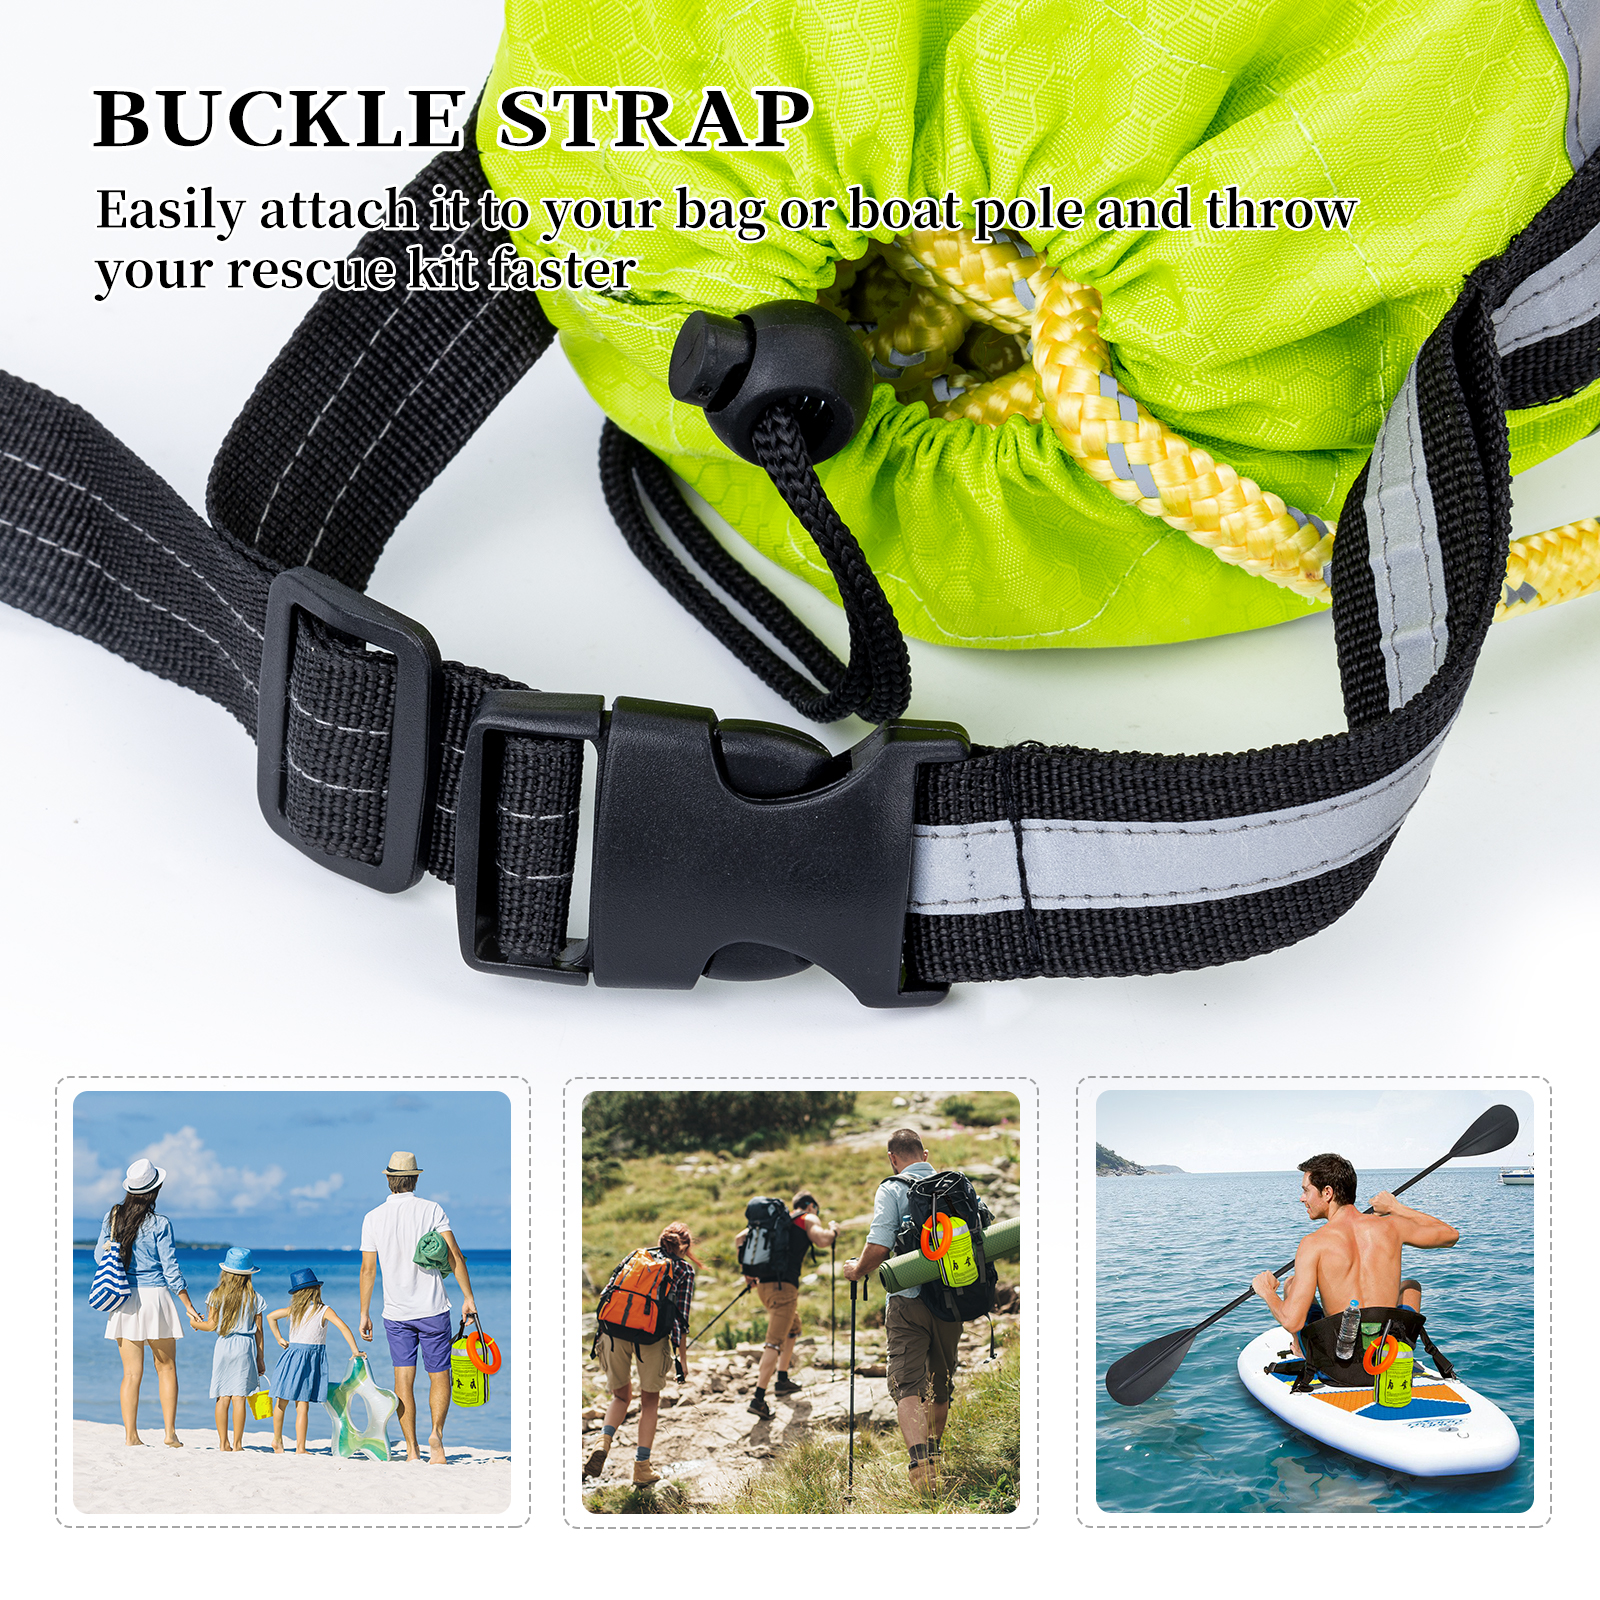 BUCKLE STRAP
Easily attach it to your bag or boat pole and throw
your rescue kit faster